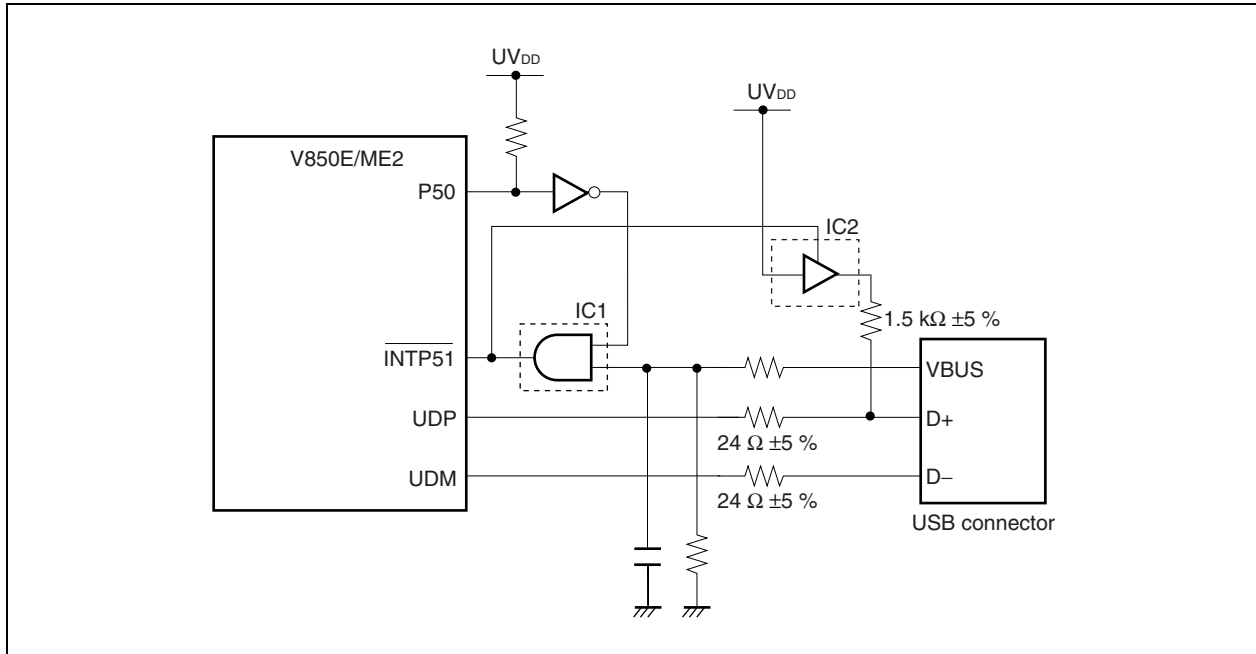 UVDD
UVDD
V850E/ME2
P50
IC2
IC1
1.5 kΩ ±5 %
INTP51
VBUS
UDP
D+
24 Ω ±5 %
UDM
D−
24 Ω ±5 %
USB connector